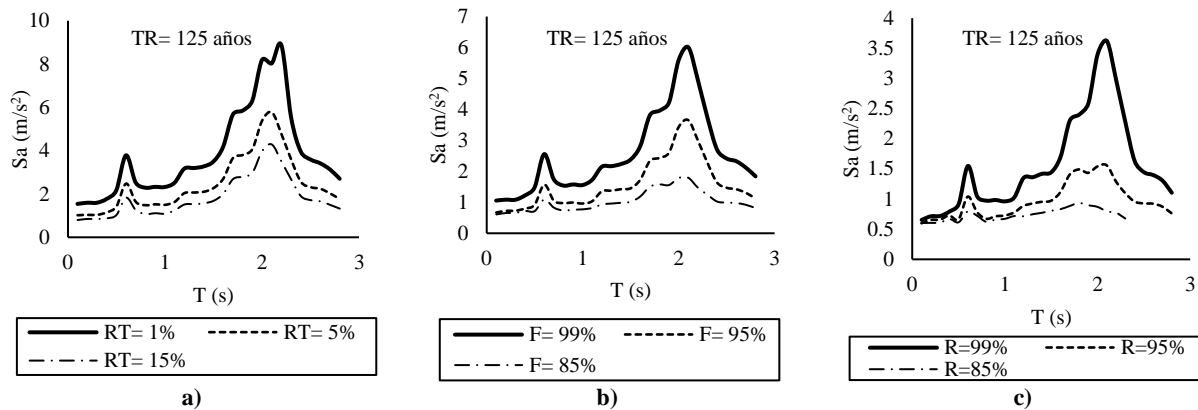 10
8
6
4
2
0
Sa (m/s²)
TR= 125 años
0 1 2 3
T (s)
RT= 1% RT= 5%
RT= 15%
a)
7
6
5
4
3
2
1
0
Sa (m/s²)
TR= 125 años
0 1 2 3
T (s)
F= 99% F= 95%
F= 85%
b)
4
3.5
3
2.5
2
1.5
1
0.5
0
Sa (m/s²)
TR= 125 años
0 1 2 3
T (s)
R=99% R=95%
R=85%
c)